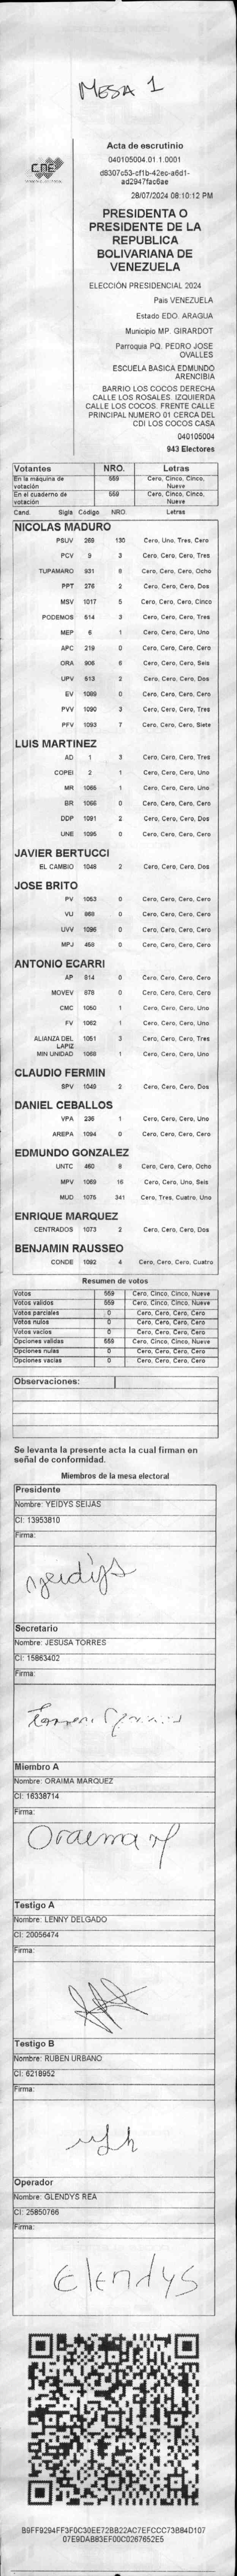 MESA 1
CNE
Acta de escrutinio
040105004.01.1.0001
d8307c53-cf1b-42ec-a6d1-
ad2947fac6ae
28/07/2024 08:10:12 PM
PRESIDENTA O
PRESIDENTE DE LA
REPUBLICA
BOLIVARIANA DE
VENEZUELA
ELECCIÓN PRESIDENCIAL 2024
Pais VENEZUELA
Estado EDO. ARAGUA
Municipio MP. GIRARDOT
Parroquia PQ. PEDRO JOSE
OVALLES
ESCUELA BASICA EDMUNDO
ARENCIBIA
BARRIO LOS COCOS DERECHA
CALLE LOS ROSALES. IZQUIERDA
CALLE LOS COCOS. FRENTE CALLE
PRINCIPAL NUMERO 01 CERCA DEL
CDI LOS COCOS CASA
040105004
943 Electores
Votantes NRO. Letras
En la máquina de votación 559 Cero, Cinco, Cinco, Nueve
En el cuaderno de votación 559 Cero, Cinco, Cinco, Nueve
Cand. Sigla Código NRO. Letras
NICOLAS MADURO
PSUV 269 130 Cero, Uno, Tres, Cero
PCV 9 3 Cero, Cero, Cero, Tres
TUPAMARO 931 8 Cero, Cero, Cero, Ocho
PPT 276 2 Cero, Cero, Cero, Dos
MSV 1017 5 Cero, Cero, Cero, Cinco
PODEMOS 514 3 Cero, Cero, Cero, Tres
MEP 6 1 Cero, Cero, Cero, Uno
APC 219 0 Cero, Cero, Cero, Cero
ORA 906 6 Cero, Cero, Cero, Seis
UPV 513 2 Cero, Cero, Cero, Dos
EV 1089 0 Cero, Cero, Cero, Cero
PVV 1090 3 Cero, Cero, Cero, Tres
PFV 1093 7 Cero, Cero, Cero, Siete
LUIS MARTINEZ
AD 1 3 Cero, Cero, Cero, Tres
COPEI 2 1 Cero, Cero, Cero, Uno
MR 1065 1 Cero, Cero, Cero, Uno
BR 1066 0 Cero, Cero, Cero, Cero
DDP 1091 2 Cero, Cero, Cero, Dos
UNE 1095 0 Cero, Cero, Cero, Cero
JAVIER BERTUCCI
EL CAMBIO 1048 2 Cero, Cero, Cero, Dos
JOSE BRITO
PV 1053 0 Cero, Cero, Cero, Cero
VU 989 0 Cero, Cero, Cero, Cero
UVV 1096 0 Cero, Cero, Cero, Cero
MPJ 458 0 Cero, Cero, Cero, Cero
ANTONIO ECARRI
AP 914 0 Cero, Cero, Cero, Cero
MOVEV 879 0 Cero, Cero, Cero, Cero
CMC 1050 1 Cero, Cero, Cero, Uno
FV 1062 1 Cero, Cero, Cero, Uno
ALIANZA DEL LAPIZ 1051 3 Cero, Cero, Cero, Tres
MIN UNIDAD 1068 1 Cero, Cero, Cero, Uno
CLAUDIO FERMIN
SPV 1049 2 Cero, Cero, Cero, Dos
DANIEL CEBALLOS
VPA 236 1 Cero, Cero, Cero, Uno
AREPA 1094 0 Cero, Cero, Cero, Cero
EDMUNDO GONZALEZ
UNTC 460 8 Cero, Cero, Cero, Ocho
MPV 1069 16 Cero, Cero, Uno, Seis
MUD 1075 341 Cero, Tres, Cuatro, Uno
ENRIQUE MARQUEZ
CENTRADOS 1073 2 Cero, Cero, Cero, Dos
BENJAMIN RAUSSEO
CONDE 1092 4 Cero, Cero, Cero, Cuatro
Resumen de votos
Votos 559 Cero, Cinco, Cinco, Nueve
Votos validos 559 Cero, Cinco, Cinco, Nueve
Votos parciales 0 Cero, Cero, Cero, Cero
Votos nulos 0 Cero, Cero, Cero, Cero
Votos vacios 0 Cero, Cero, Cero, Cero
Opciones validas 559 Cero, Cinco, Cinco, Nueve
Opciones nulas 0 Cero, Cero, Cero, Cero
Opciones vacias 0 Cero, Cero, Cero, Cero
Observaciones:
Se levanta la presente acta la cual firman en
señal de conformidad.
Miembros de la mesa electoral
Presidente
Nombre: YEIDYS SEIJAS
CI: 13953810
Firma:
yeidys
Secretario
Nombre: JESUSA TORRES
CI: 15863402
Firma:
Miembro A
Nombre: ORAIMA MARQUEZ
CI: 16338714
Firma:
Oraima M
Testigo A
Nombre: LENNY DELGADO
CI: 20056474
Firma:
Testigo B
Nombre: RUBEN URBANO
CI: 6218952
Firma:
Operador
Nombre: GLENDYS REA
CI: 25850766
Firma:
Glendys
B9FF9294FF3F0C30EE72BB22AC7EFCCC73B84D107
07E9DAB83EF00C0267652E5